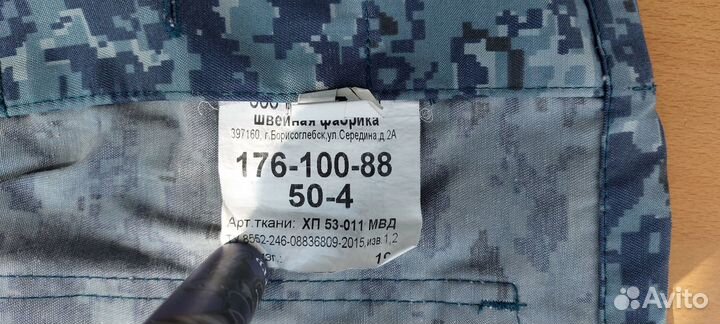 швейная фабрика
397160, г.Борисоглебск,ул.Середина,д.2А
176-100-88
50-4
Арт.ткани: ХП 53-011 МВД
8552-246-08836809-2015,изв.1,2
Avito